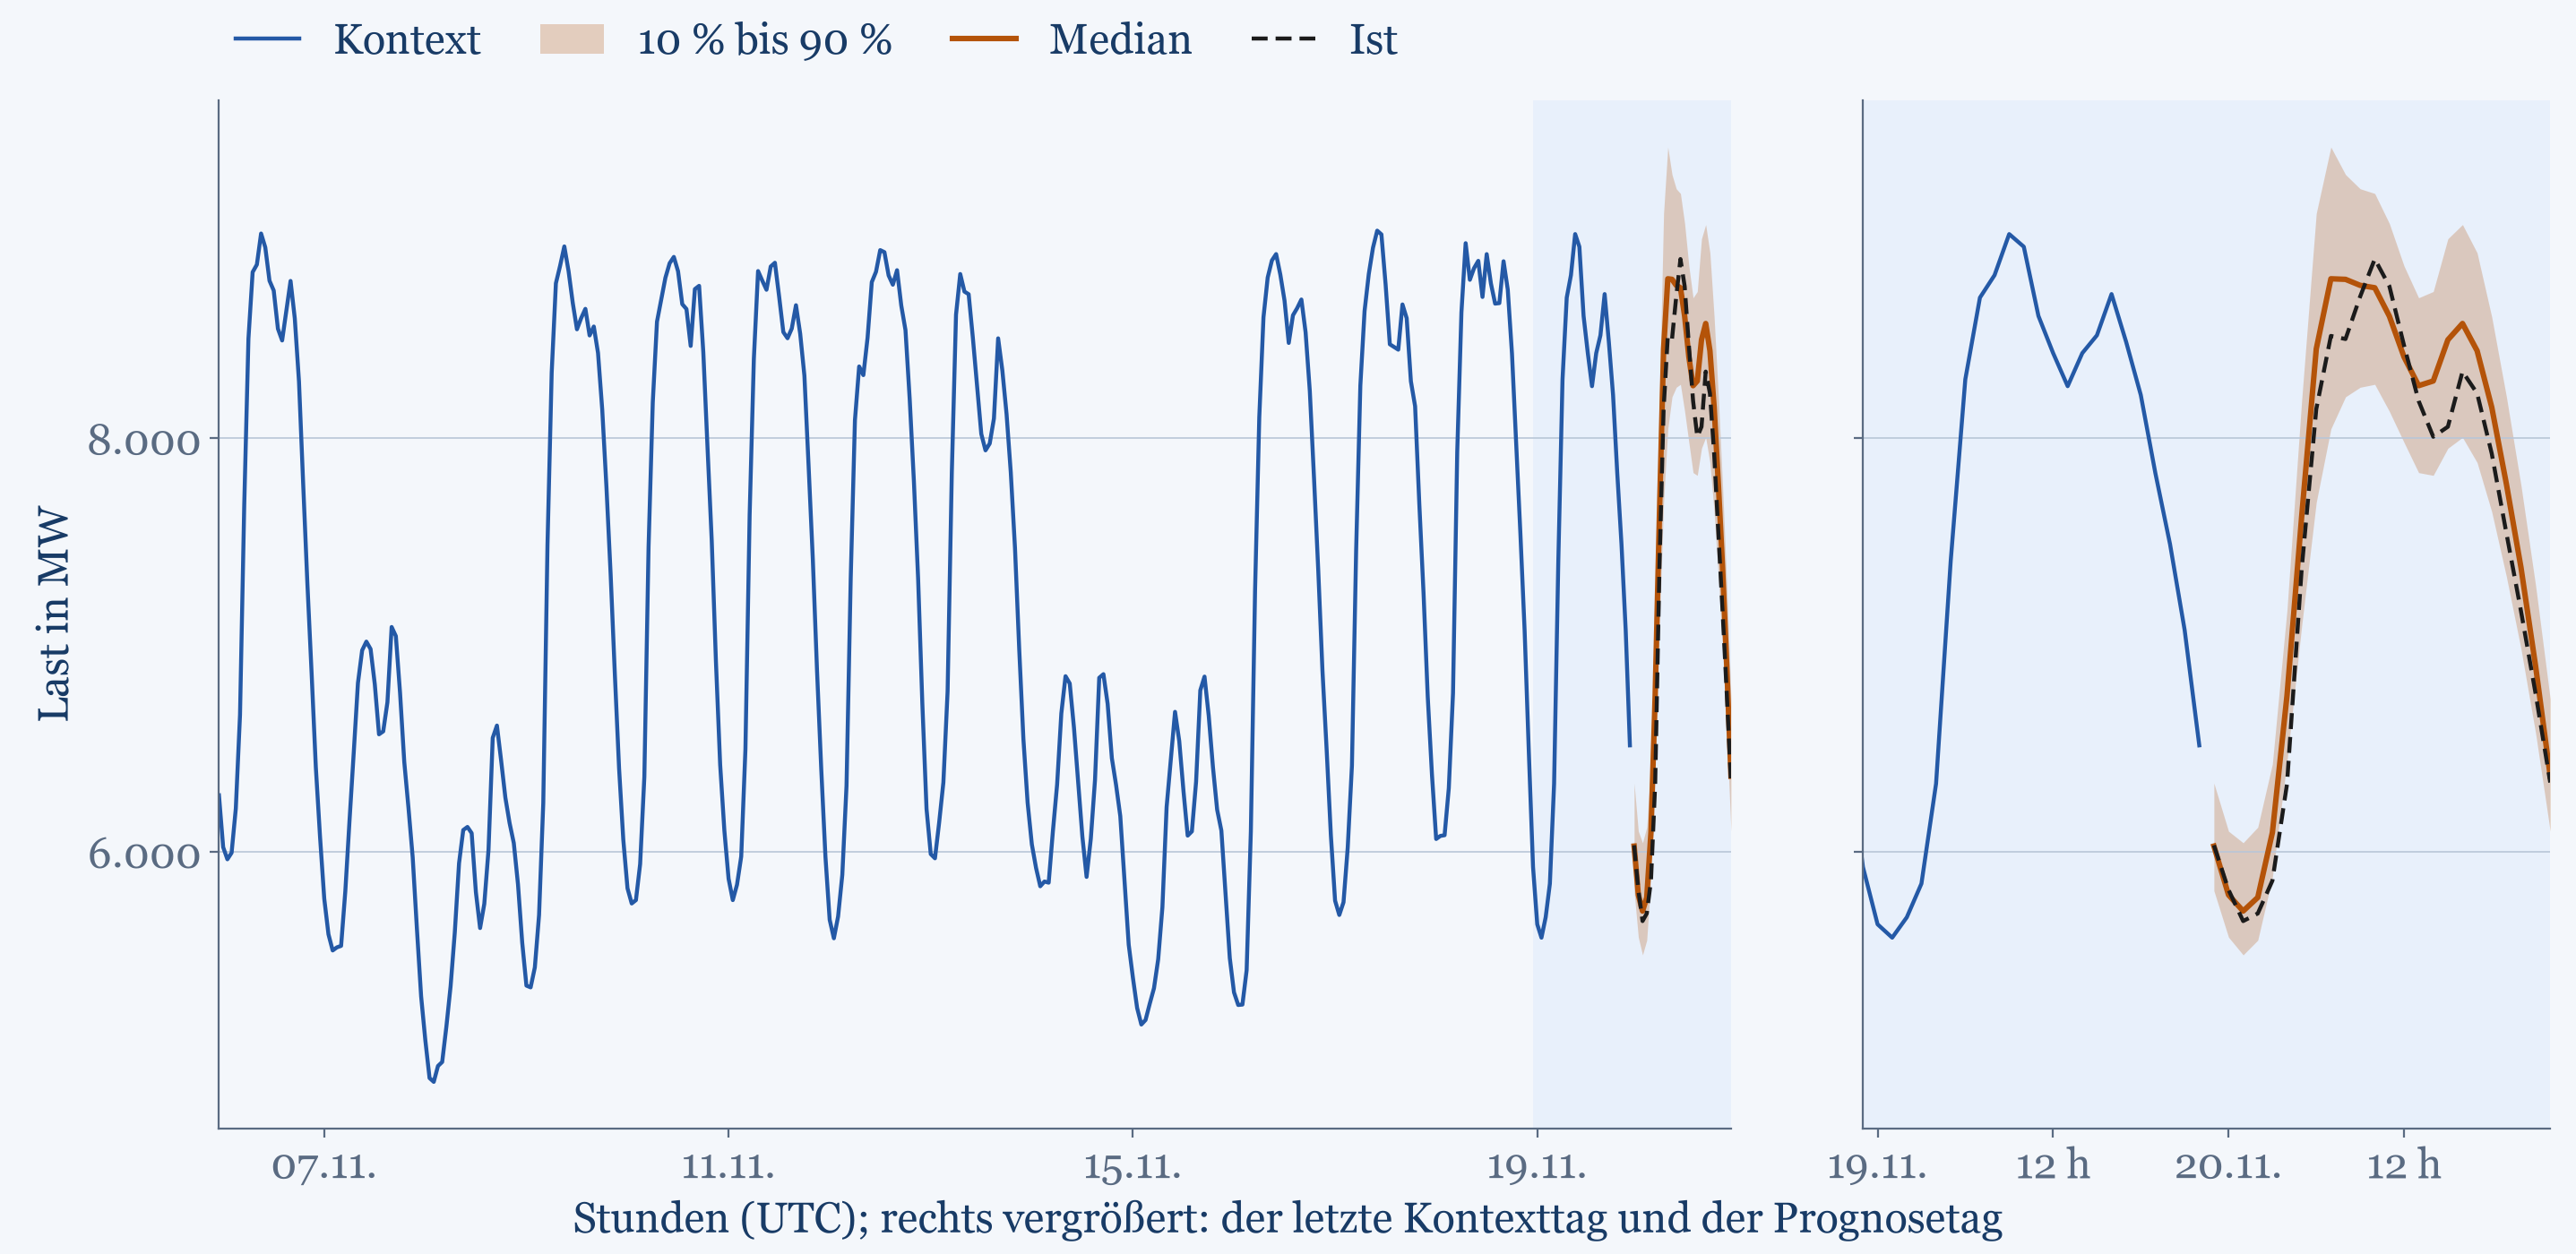 Kontext 10 % bis 90 % Median Ist
Last in MW
8.000
6.000
07.11. 11.11. 15.11. 19.11. 19.11. 12 h 20.11. 12 h
Stunden (UTC); rechts vergrößert: der letzte Kontexttag und der Prognosetag